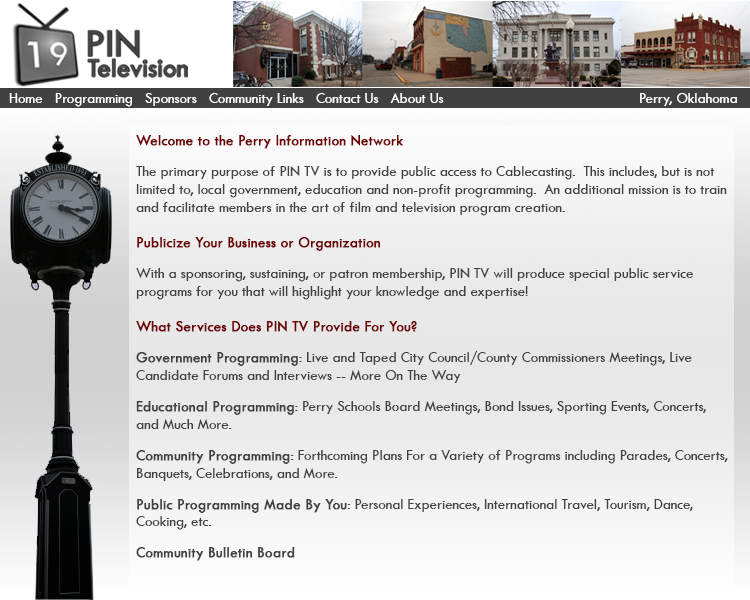 19
PIN
Television
Home Programming Sponsors Community Links Contact Us About Us Perry, Oklahoma
Welcome to the Perry Information Network
The primary purpose of PIN TV is to provide public access to Cablecasting. This includes, but is not
limited to, local government, education and non-profit programming. An additional mission is to train
and facilitate members in the art of film and television program creation.
Publicize Your Business or Organization
With a sponsoring, sustaining, or patron membership, PIN TV will produce special public service
programs for you that will highlight your knowledge and expertise!
What Services Does PIN TV Provide For You?
Government Programming: Live and Taped City Council/County Commissioners Meetings, Live
Candidate Forums and Interviews -- More On The Way
Educational Programming: Perry Schools Board Meetings, Bond Issues, Sporting Events, Concerts,
and Much More.
Community Programming: Forthcoming Plans For a Variety of Programs including Parades, Concerts,
Banquets, Celebrations, and More.
Public Programming Made By You: Personal Experiences, International Travel, Tourism, Dance,
Cooking, etc.
Community Bulletin Board